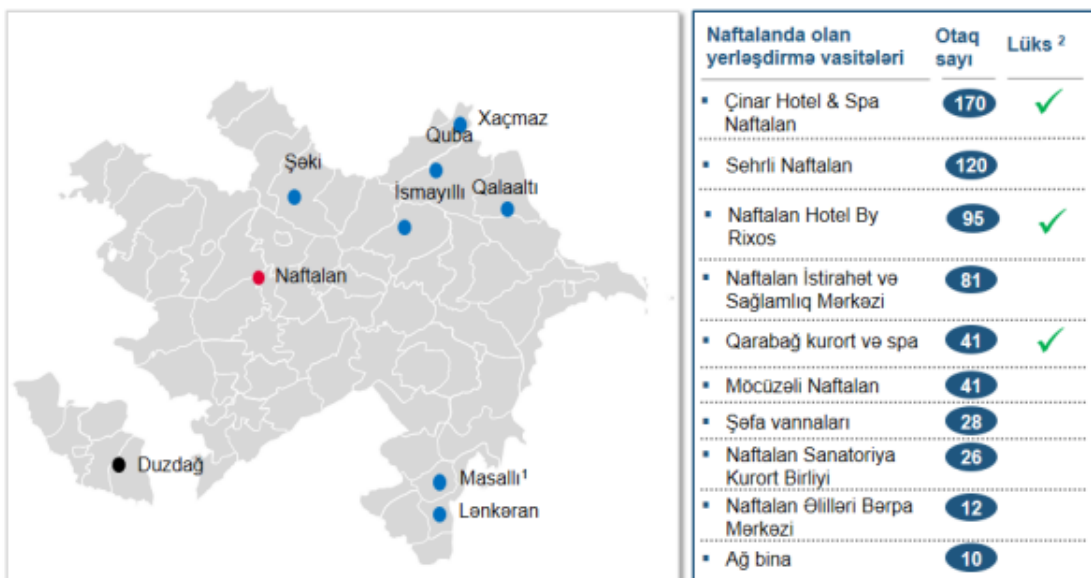 Xaçmaz
Quba
Şəki
İsmayıllı
Qalaaltı
Naftalan
Duzdağ
Masallı¹
Lənkəran
Naftalanda olan yerləşdirmə vasitələri
Otaq sayı
Lüks ²
▪ Çinar Hotel & Spa
Naftalan
170 ✓
▪ Sehrli Naftalan 120
▪ Naftalan Hotel By
Rixos
95 ✓
▪ Naftalan İstirahət və
Sağlamlıq Mərkəzi
81
▪ Qarabağ kurort və spa 41 ✓
▪ Möcüzəli Naftalan 41
▪ Şəfa vannaları 28
▪ Naftalan Sanatoriya
Kurort Birliyi
26
▪ Naftalan Əlilləri Bərpa
Mərkəzi
12
▪ Ağ bina 10